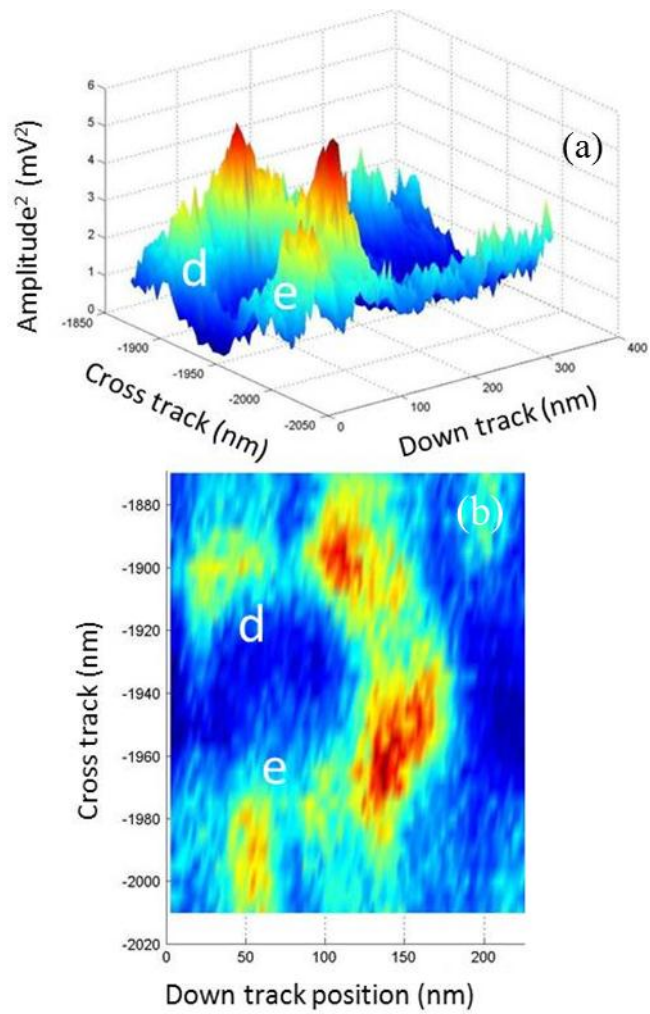 6
5
4
3
2
1
0
Amplitude² (mV²)
(a)
d
e
-1850
-1900
-1950
-2000
-2050
Cross track (nm)
0
100
200
300
400
Down track (nm)
(b)
-1880
-1900
-1920
-1940
-1960
-1980
-2000
-2020
Cross track (nm)
d
e
0
50
100
150
200
Down track position (nm)